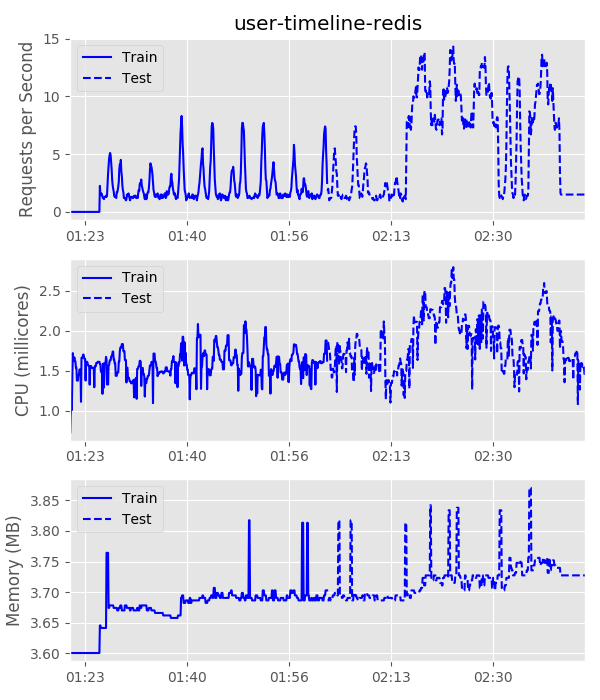 user-timeline-redis
Requests per Second
15
10
5
0
Train
Test
01:23 01:40 01:56 02:13 02:30
CPU (millicores)
2.5
2.0
1.5
1.0
Train
Test
01:23 01:40 01:56 02:13 02:30
Memory (MB)
3.85
3.80
3.75
3.70
3.65
3.60
Train
Test
01:23 01:40 01:56 02:13 02:30